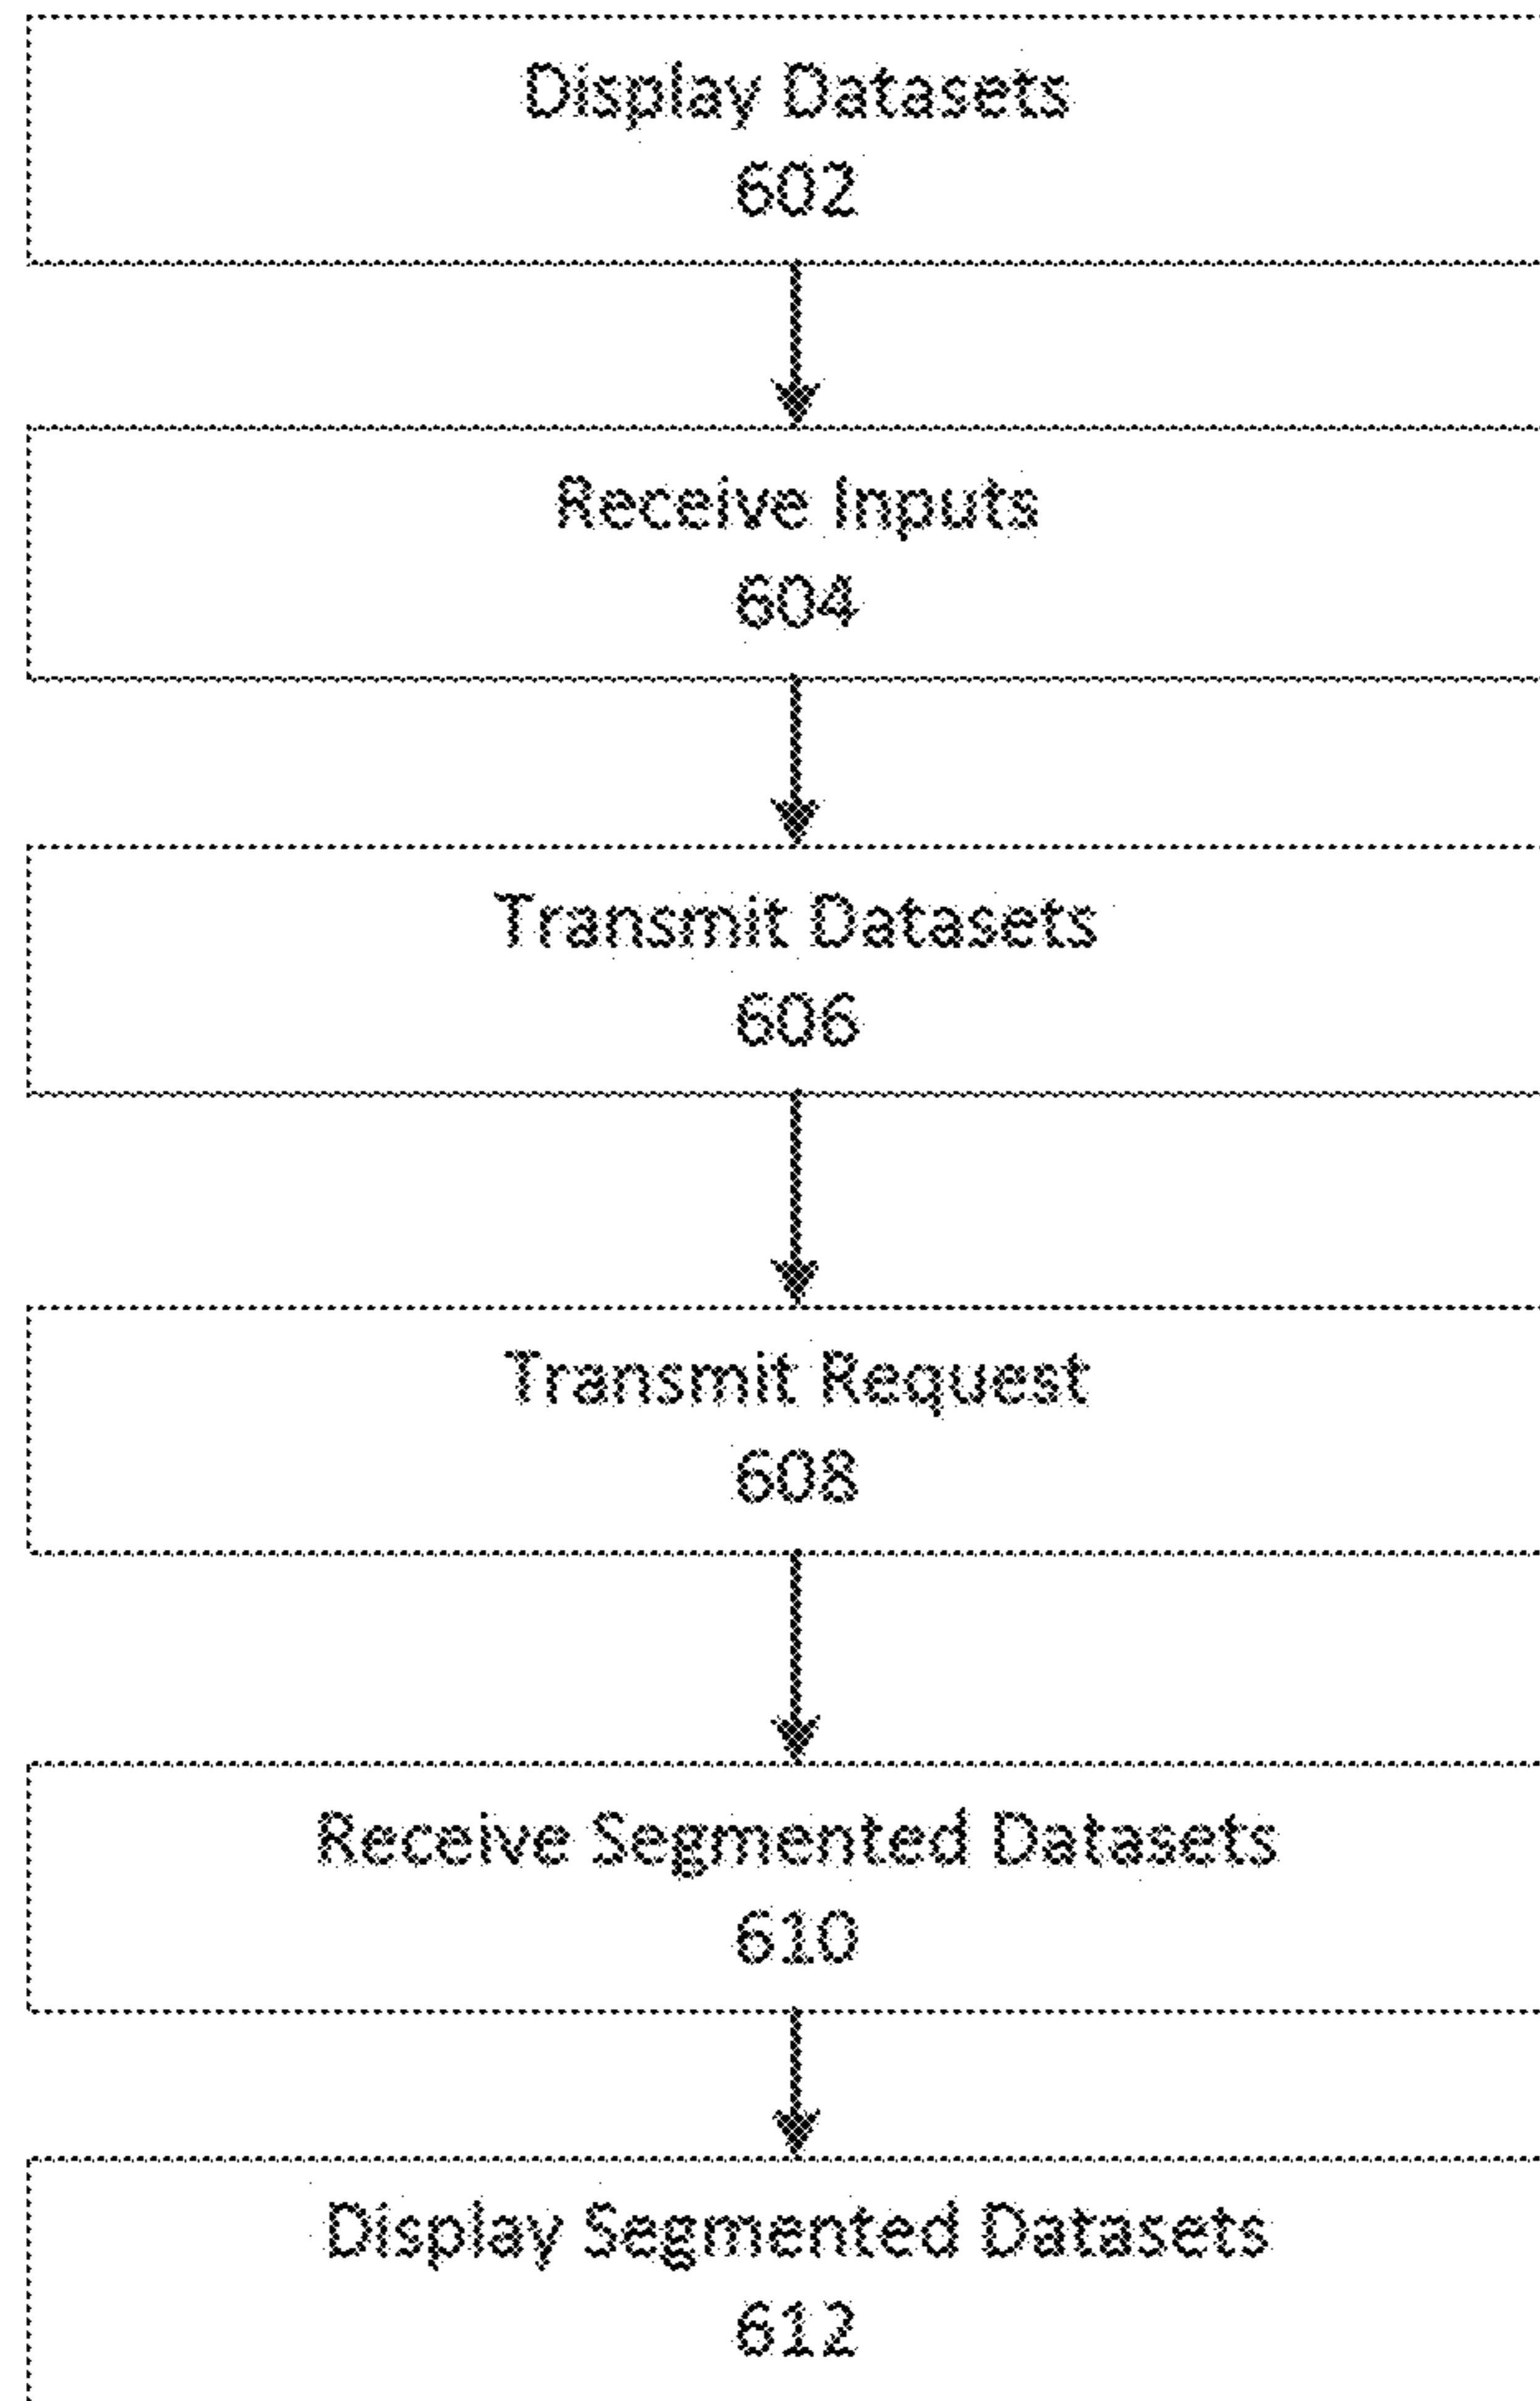 Display Datasets
602
Receive Inputs
604
Transmit Datasets
606
Transmit Request
608
Receive Segmented Datasets
610
Display Segmented Datasets
612